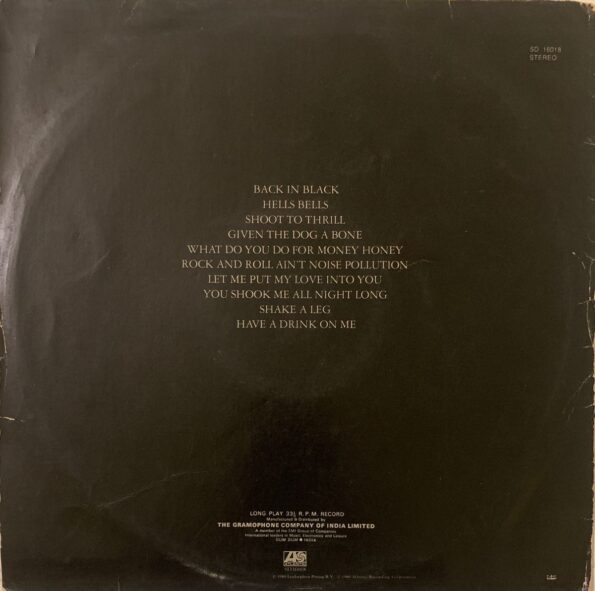 SD 16018
STEREO
BACK IN BLACK
HELLS BELLS
SHOOT TO THRILL
GIVEN THE DOG A BONE
WHAT DO YOU DO FOR MONEY HONEY
ROCK AND ROLL AIN'T NOISE POLLUTION
LET ME PUT MY LOVE INTO YOU
YOU SHOOK ME ALL NIGHT LONG
SHAKE A LEG
HAVE A DRINK ON ME
LONG PLAY 33⅓ R.P.M. RECORD
Manufactured & Distributed by
THE GRAMOPHONE COMPANY OF INDIA LIMITED
A member of the EMI Group of Companies
International leaders in Music, Electronics and Leisure
DUM DUM ● INDIA
ATLANTIC